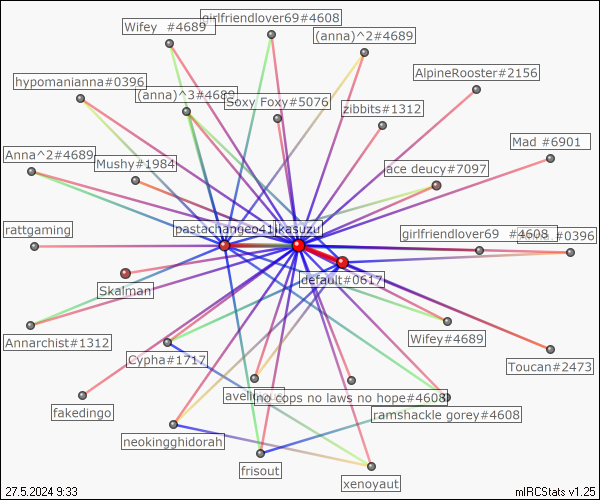 girlfriendlover69#4608
Wifey  #4689
(anna)^2#4689
AlpineRooster#2156
hypomanianna#0396
(anna)^3#4689
Soxy Foxy#5076
zibbits#1312
Mad #6901
Anna^2#4689
Mushy#1984
ace deucy#7097
pastachangeo41
ikasuzu
girlfriendlover69  #4608
#0396
rattgaming
Skalman
default#0617
Annarchist#1312
Wifey#4689
Cypha#1717
Toucan#2473
no cops no laws no hope#4608
ramshackle gorey#4608
fakedingo
neokingghidorah
frisout
xenoyaut
27.5.2024 9:33
mIRCStats v1.25